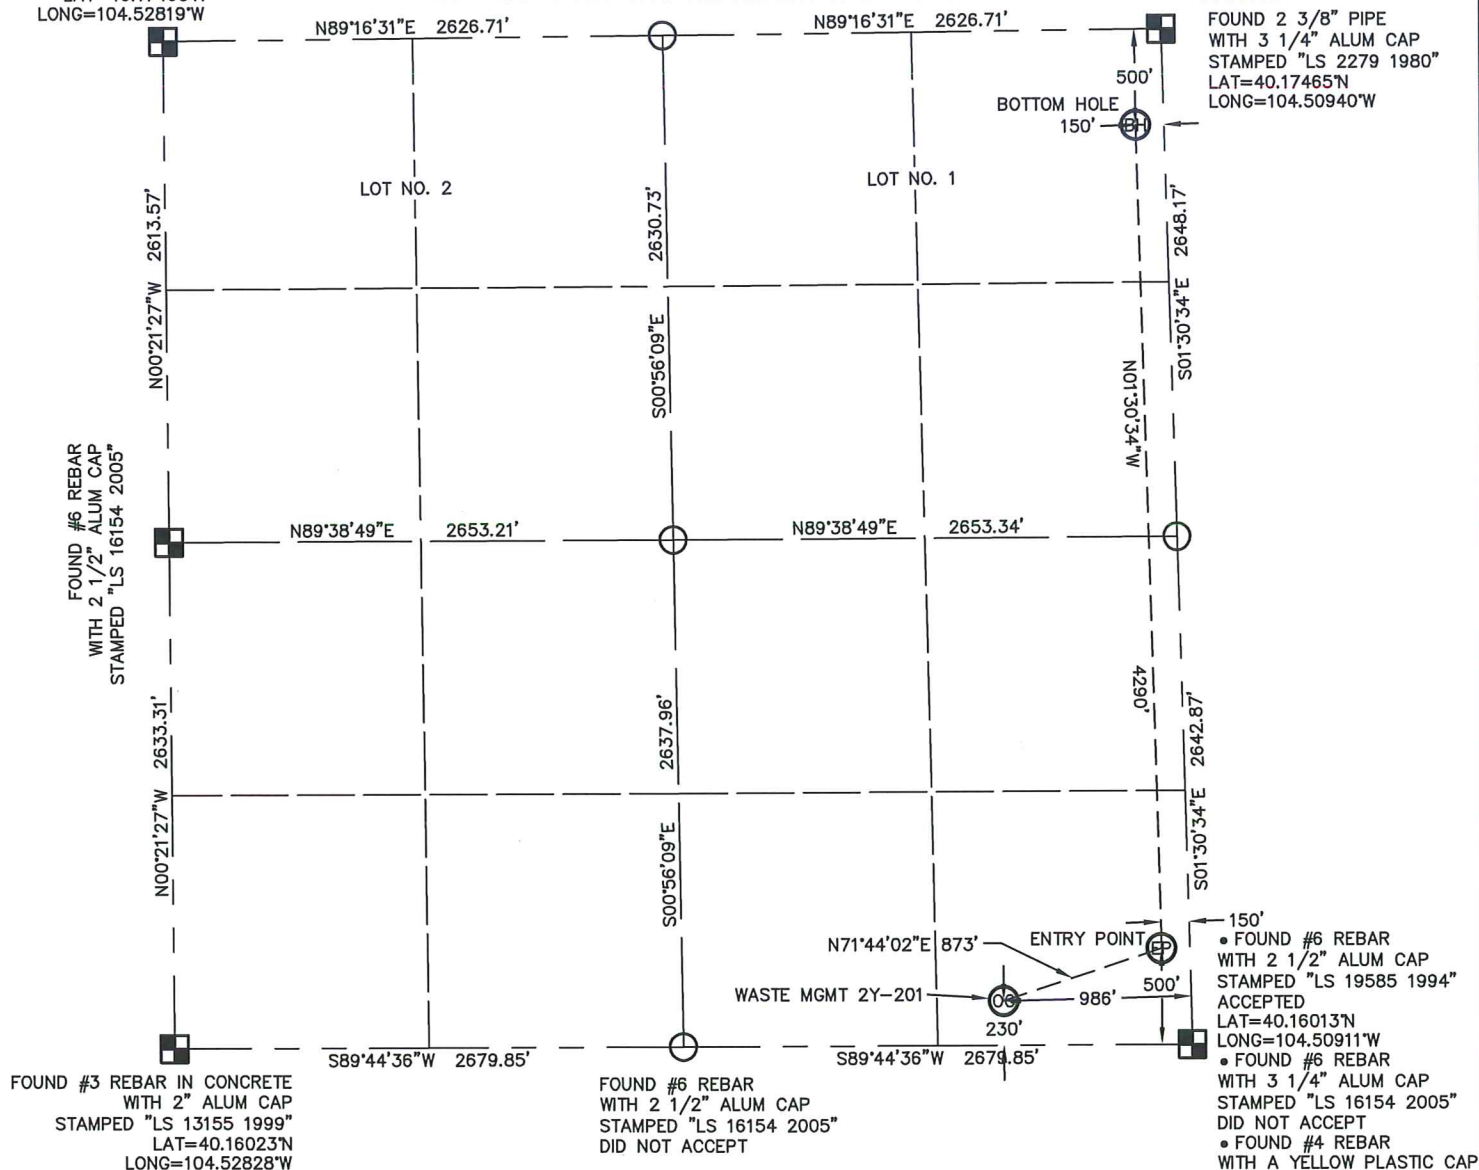 LONG=104.52819°W
N89°16'31"E 2626.71'
N89°16'31"E 2626.71'
FOUND 2 3/8" PIPE
WITH 3 1/4" ALUM CAP
STAMPED "LS 2279 1980"
LAT=40.17465°N
LONG=104.50940°W
500'
BOTTOM HOLE
150'
BH
LOT NO. 2
LOT NO. 1
N00°21'27"W 2613.57'
2630.73'
S00°56'09"E
2648.17'
S01°30'34"E
N01°30'34"W
4290'
FOUND #6 REBAR
WITH 2 1/2" ALUM CAP
STAMPED "LS 16154 2005"
N89°38'49"E 2653.21'
N89°38'49"E 2653.34'
N00°21'27"W 2633.31'
2637.96'
S00°56'09"E
2642.87'
S01°30'34"E
150'
N71°44'02"E 873'
ENTRY POINT
EP
WASTE MGMT 2Y-201
OG
986'
500'
230'
S89°44'36"W 2679.85'
S89°44'36"W 2679.85'
• FOUND #6 REBAR
WITH 2 1/2" ALUM CAP
STAMPED "LS 19585 1994"
ACCEPTED
LAT=40.16013°N
LONG=104.50911°W
• FOUND #6 REBAR
WITH 3 1/4" ALUM CAP
STAMPED "LS 16154 2005"
DID NOT ACCEPT
• FOUND #4 REBAR
WITH A YELLOW PLASTIC CAP
FOUND #3 REBAR IN CONCRETE
WITH 2" ALUM CAP
STAMPED "LS 13155 1999"
LAT=40.16023°N
LONG=104.52828°W
FOUND #6 REBAR
WITH 2 1/2" ALUM CAP
STAMPED "LS 16154 2005"
DID NOT ACCEPT